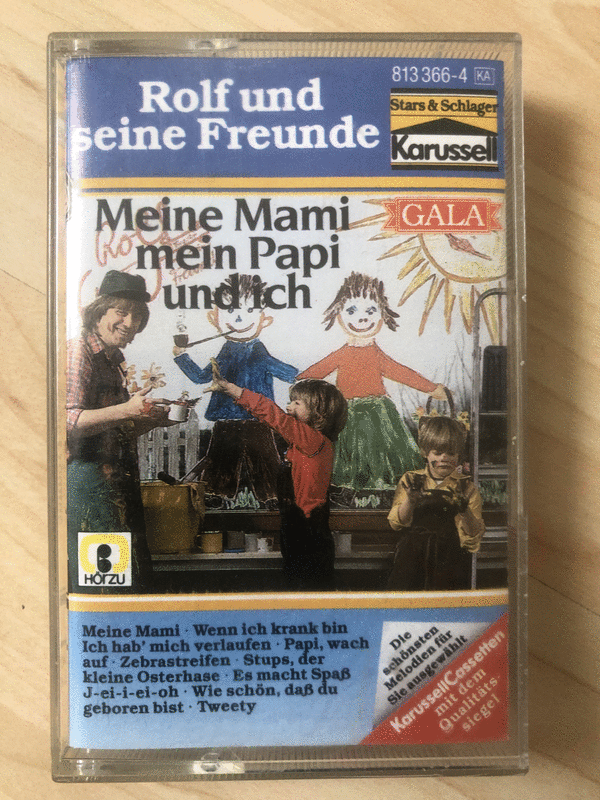 813 366-4 KA
Rolf und
seine Freunde
Stars & Schlager
Karussell
Meine Mami
mein Papi
und ich
GALA
HÖRZU
Meine Mami · Wenn ich krank bin
Ich hab' mich verlaufen · Papi, wach
auf · Zebrastreifen · Stups, der
kleine Osterhase · Es macht Spaß
J-ei-i-ei-oh · Wie schön, daß du
geboren bist · Tweety
Die
schönsten
Melodien für
Sie ausgewählt
KarussellCassetten
mit dem
Qualitäts
siegel